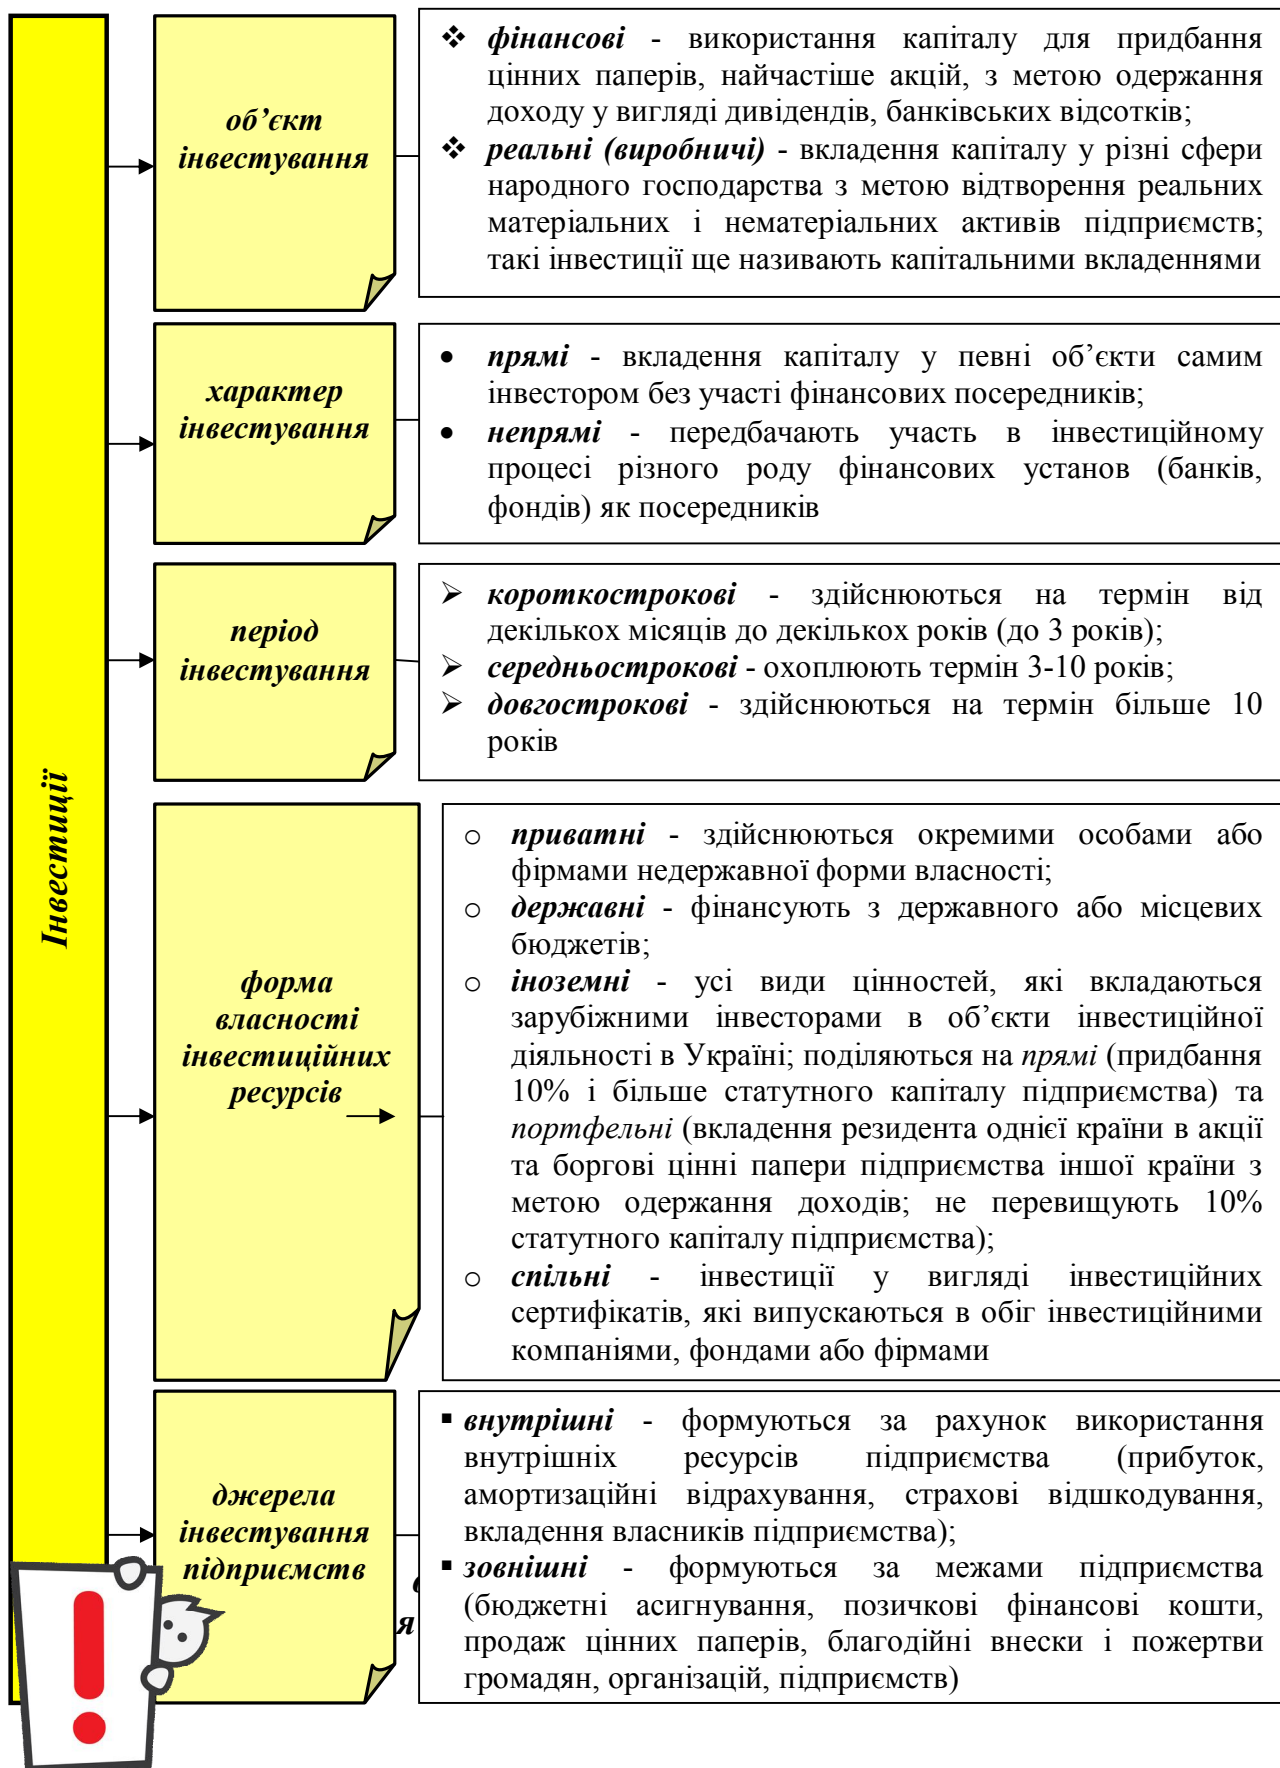 Інвестиції
об’єкт
інвестування
❖ фінансові - використання капіталу для придбання
цінних паперів, найчастіше акцій, з метою одержання
доходу у вигляді дивідендів, банківських відсотків;
❖ реальні (виробничі) - вкладення капіталу у різні сфери
народного господарства з метою відтворення реальних
матеріальних і нематеріальних активів підприємств;
такі інвестиції ще називають капітальними вкладеннями
характер
інвестування
• прямі - вкладення капіталу у певні об’єкти самим
інвестором без участі фінансових посередників;
• непрямі - передбачають участь в інвестиційному
процесі різного роду фінансових установ (банків,
фондів) як посередників
період
інвестування
➢ короткострокові - здійснюються на термін від
декількох місяців до декількох років (до 3 років);
➢ середньострокові - охоплюють термін 3-10 років;
➢ довгострокові - здійснюються на термін більше 10
років
форма
власності
інвестиційних
ресурсів
o приватні - здійснюються окремими особами або
фірмами недержавної форми власності;
o державні - фінансують з державного або місцевих
бюджетів;
o іноземні - усі види цінностей, які вкладаються
зарубіжними інвесторами в об’єкти інвестиційної
діяльності в Україні; поділяються на прямі (придбання
10% і більше статутного капіталу підприємства) та
портфельні (вкладення резидента однієї країни в акції
та боргові цінні папери підприємства іншої країни з
метою одержання доходів; не перевищують 10%
статутного капіталу підприємства);
o спільні - інвестиції у вигляді інвестиційних
сертифікатів, які випускаються в обіг інвестиційними
компаніями, фондами або фірмами
джерела
інвестування
підприємств
▪ внутрішні - формуються за рахунок використання
внутрішніх ресурсів підприємства (прибуток,
амортизаційні відрахування, страхові відшкодування,
вкладення власників підприємства);
▪ зовнішні - формуються за межами підприємства
(бюджетні асигнування, позичкові фінансові кошти,
продаж цінних паперів, благодійні внески і пожертви
громадян, організацій, підприємств)
я
!